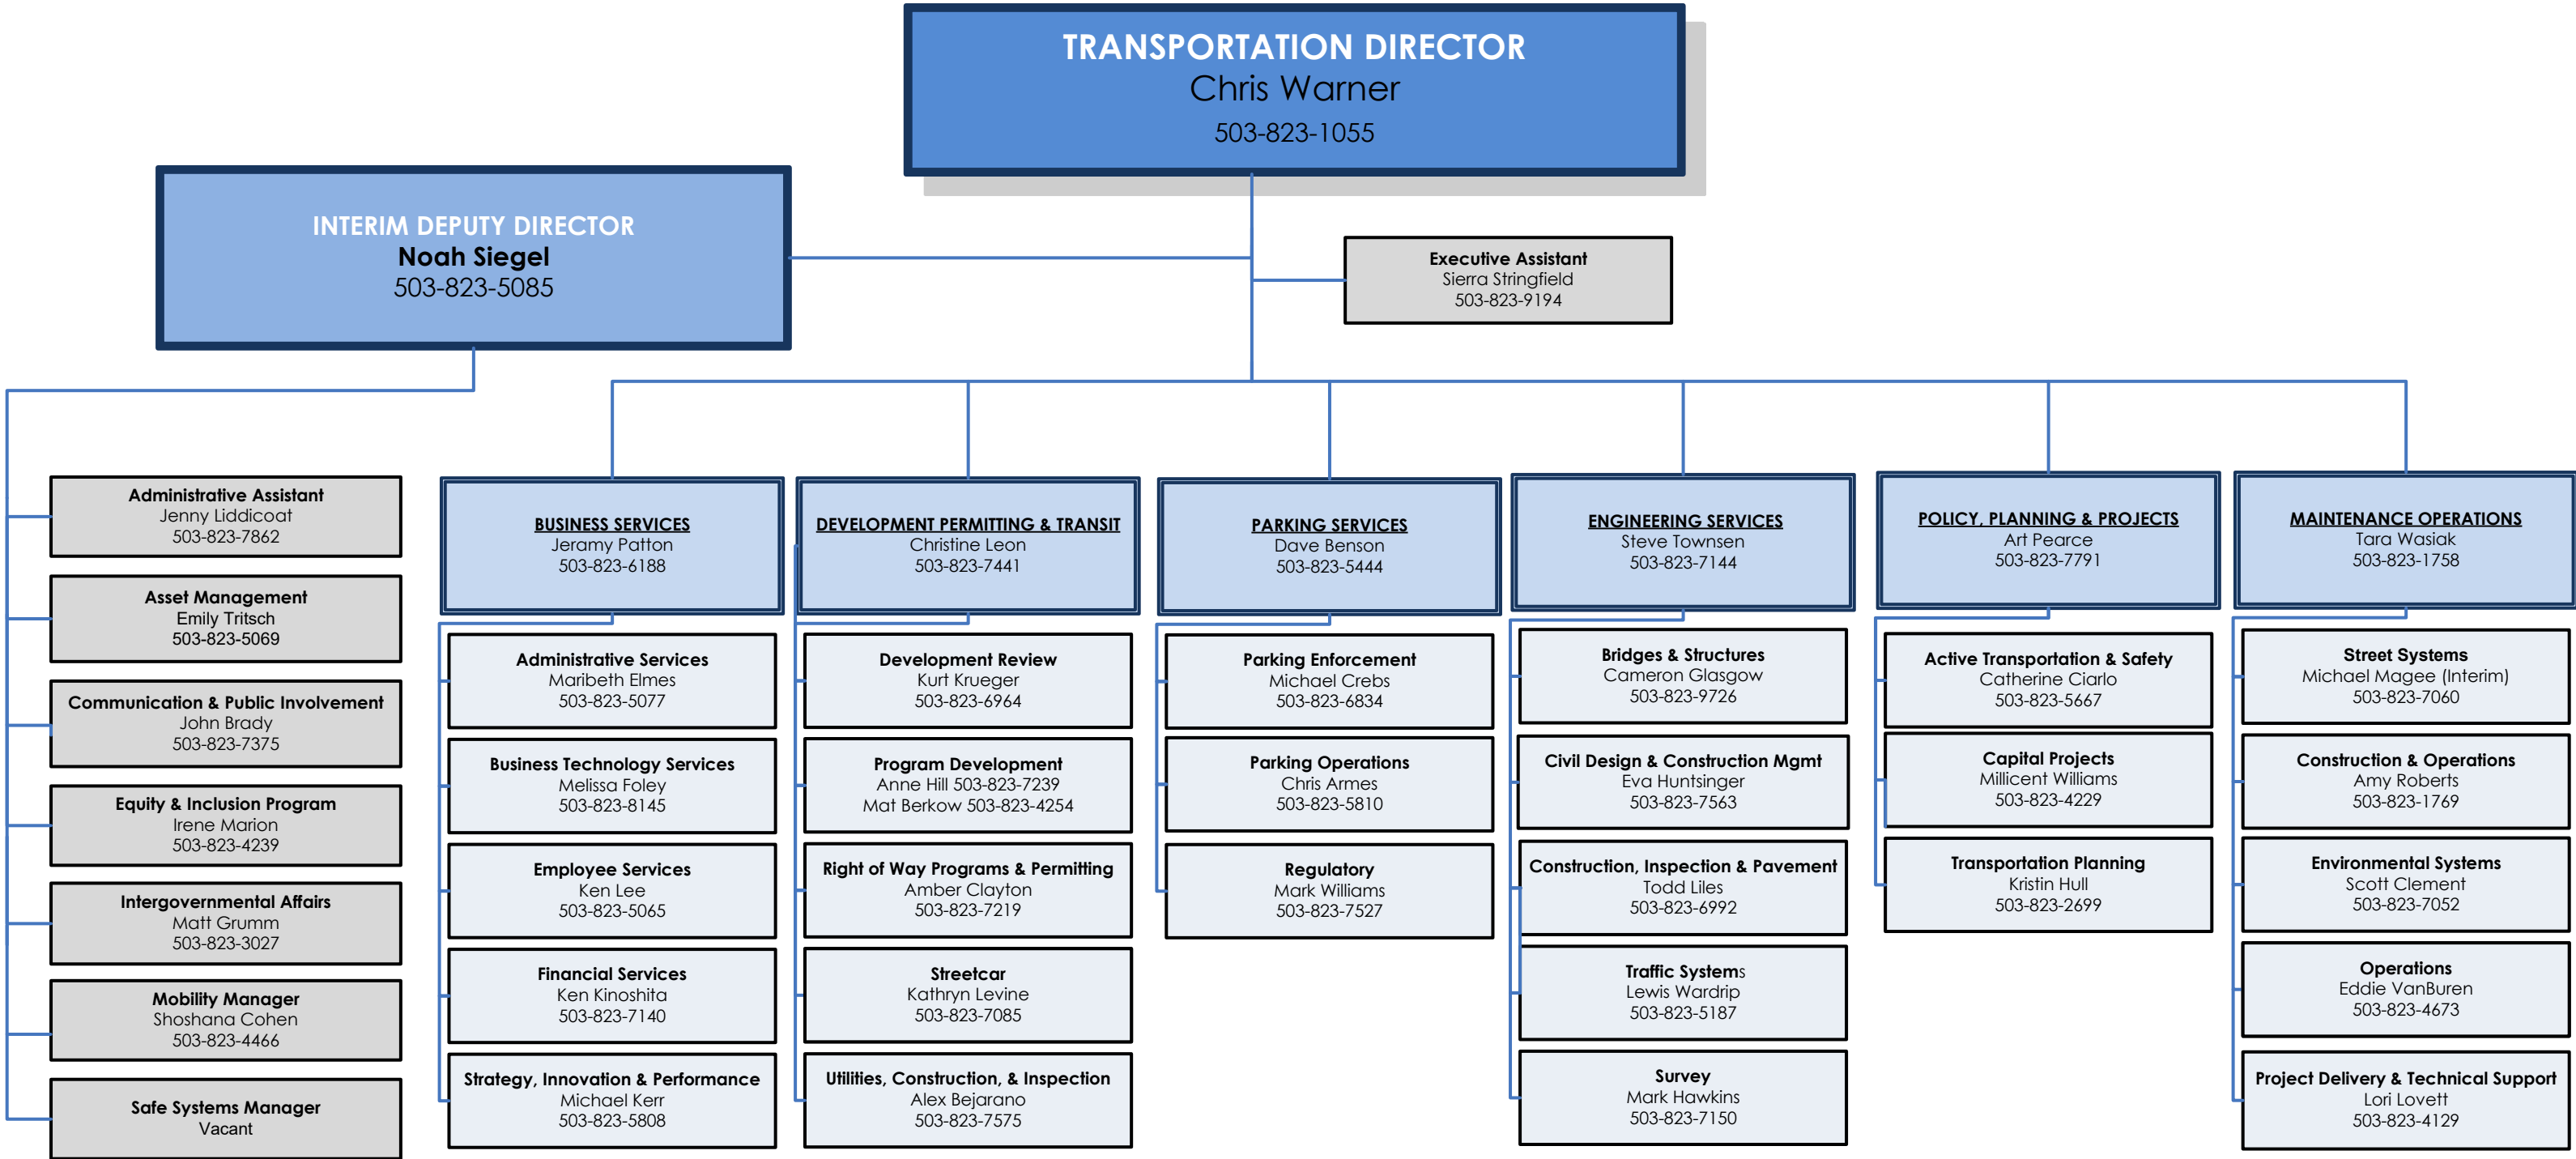 TRANSPORTATION DIRECTOR
Chris Warner
503-823-1055
INTERIM DEPUTY DIRECTOR
Noah Siegel
503-823-5085
Executive Assistant
Sierra Stringfield
503-823-9194
Administrative Assistant
Jenny Liddicoat
503-823-7862
Asset Management
Emily Tritsch
503-823-5069
Communication & Public Involvement
John Brady
503-823-7375
Equity & Inclusion Program
Irene Marion
503-823-4239
Intergovernmental Affairs
Matt Grumm
503-823-3027
Mobility Manager
Shoshana Cohen
503-823-4466
Safe Systems Manager
Vacant
BUSINESS SERVICES
Jeramy Patton
503-823-6188
Administrative Services
Maribeth Elmes
503-823-5077
Business Technology Services
Melissa Foley
503-823-8145
Employee Services
Ken Lee
503-823-5065
Financial Services
Ken Kinoshita
503-823-7140
Strategy, Innovation & Performance
Michael Kerr
503-823-5808
DEVELOPMENT PERMITTING & TRANSIT
Christine Leon
503-823-7441
Development Review
Kurt Krueger
503-823-6964
Program Development
Anne Hill 503-823-7239
Mat Berkow 503-823-4254
Right of Way Programs & Permitting
Amber Clayton
503-823-7219
Streetcar
Kathryn Levine
503-823-7085
Utilities, Construction, & Inspection
Alex Bejarano
503-823-7575
PARKING SERVICES
Dave Benson
503-823-5444
Parking Enforcement
Michael Crebs
503-823-6834
Parking Operations
Chris Armes
503-823-5810
Regulatory
Mark Williams
503-823-7527
ENGINEERING SERVICES
Steve Townsen
503-823-7144
Bridges & Structures
Cameron Glasgow
503-823-9726
Civil Design & Construction Mgmt
Eva Huntsinger
503-823-7563
Construction, Inspection & Pavement
Todd Liles
503-823-6992
Traffic Systems
Lewis Wardrip
503-823-5187
Survey
Mark Hawkins
503-823-7150
POLICY, PLANNING & PROJECTS
Art Pearce
503-823-7791
Active Transportation & Safety
Catherine Ciarlo
503-823-5667
Capital Projects
Millicent Williams
503-823-4229
Transportation Planning
Kristin Hull
503-823-2699
MAINTENANCE OPERATIONS
Tara Wasiak
503-823-1758
Street Systems
Michael Magee (Interim)
503-823-7060
Construction & Operations
Amy Roberts
503-823-1769
Environmental Systems
Scott Clement
503-823-7052
Operations
Eddie VanBuren
503-823-4673
Project Delivery & Technical Support
Lori Lovett
503-823-4129